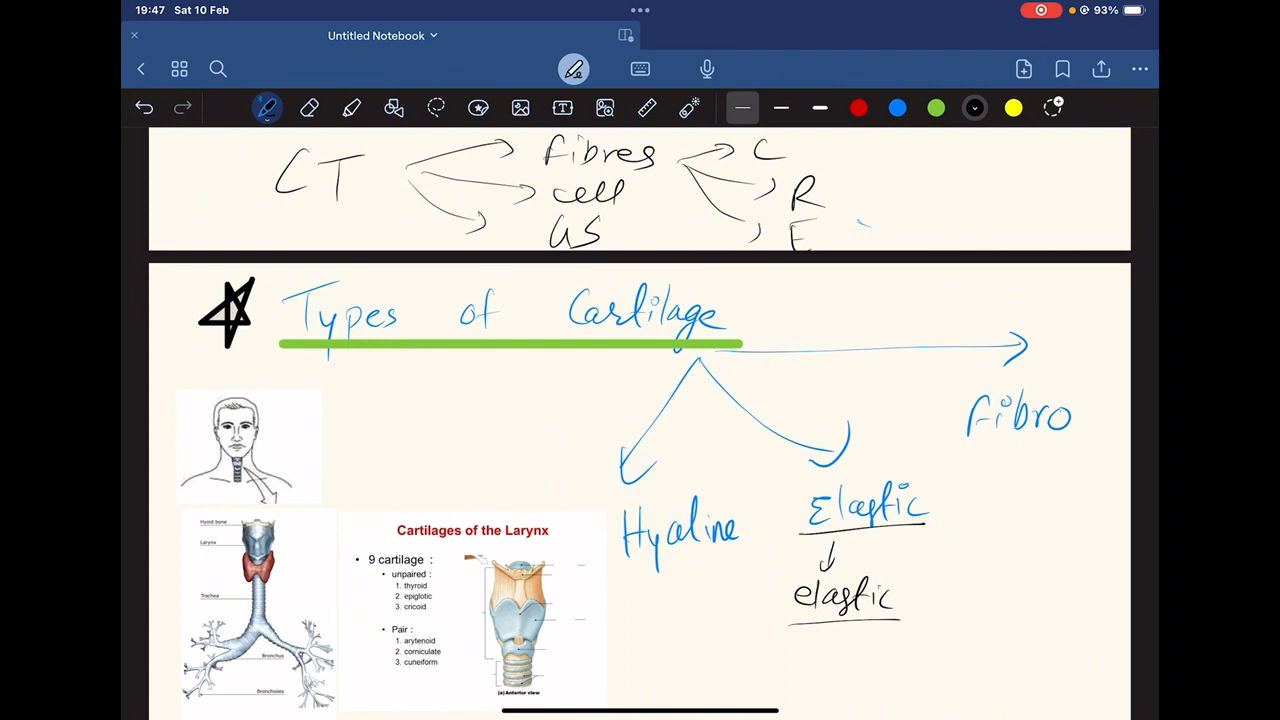 19:47 Sat 10 Feb
93%
Untitled Notebook
CT
fibres
cell
GS
C
R
E
Types of Cartilage
fibro
Hyaline
Elastic
elastic
Hyoid bone
Larynx
Trachea
Bronchus
Bronchioles
Cartilages of the Larynx
• 9 cartilage :
• unpaired :
1. thyroid
2. epiglotic
3. cricoid
• Pair :
1. arytenoid
2. corniculate
3. cuneiform
(a) Anterior view